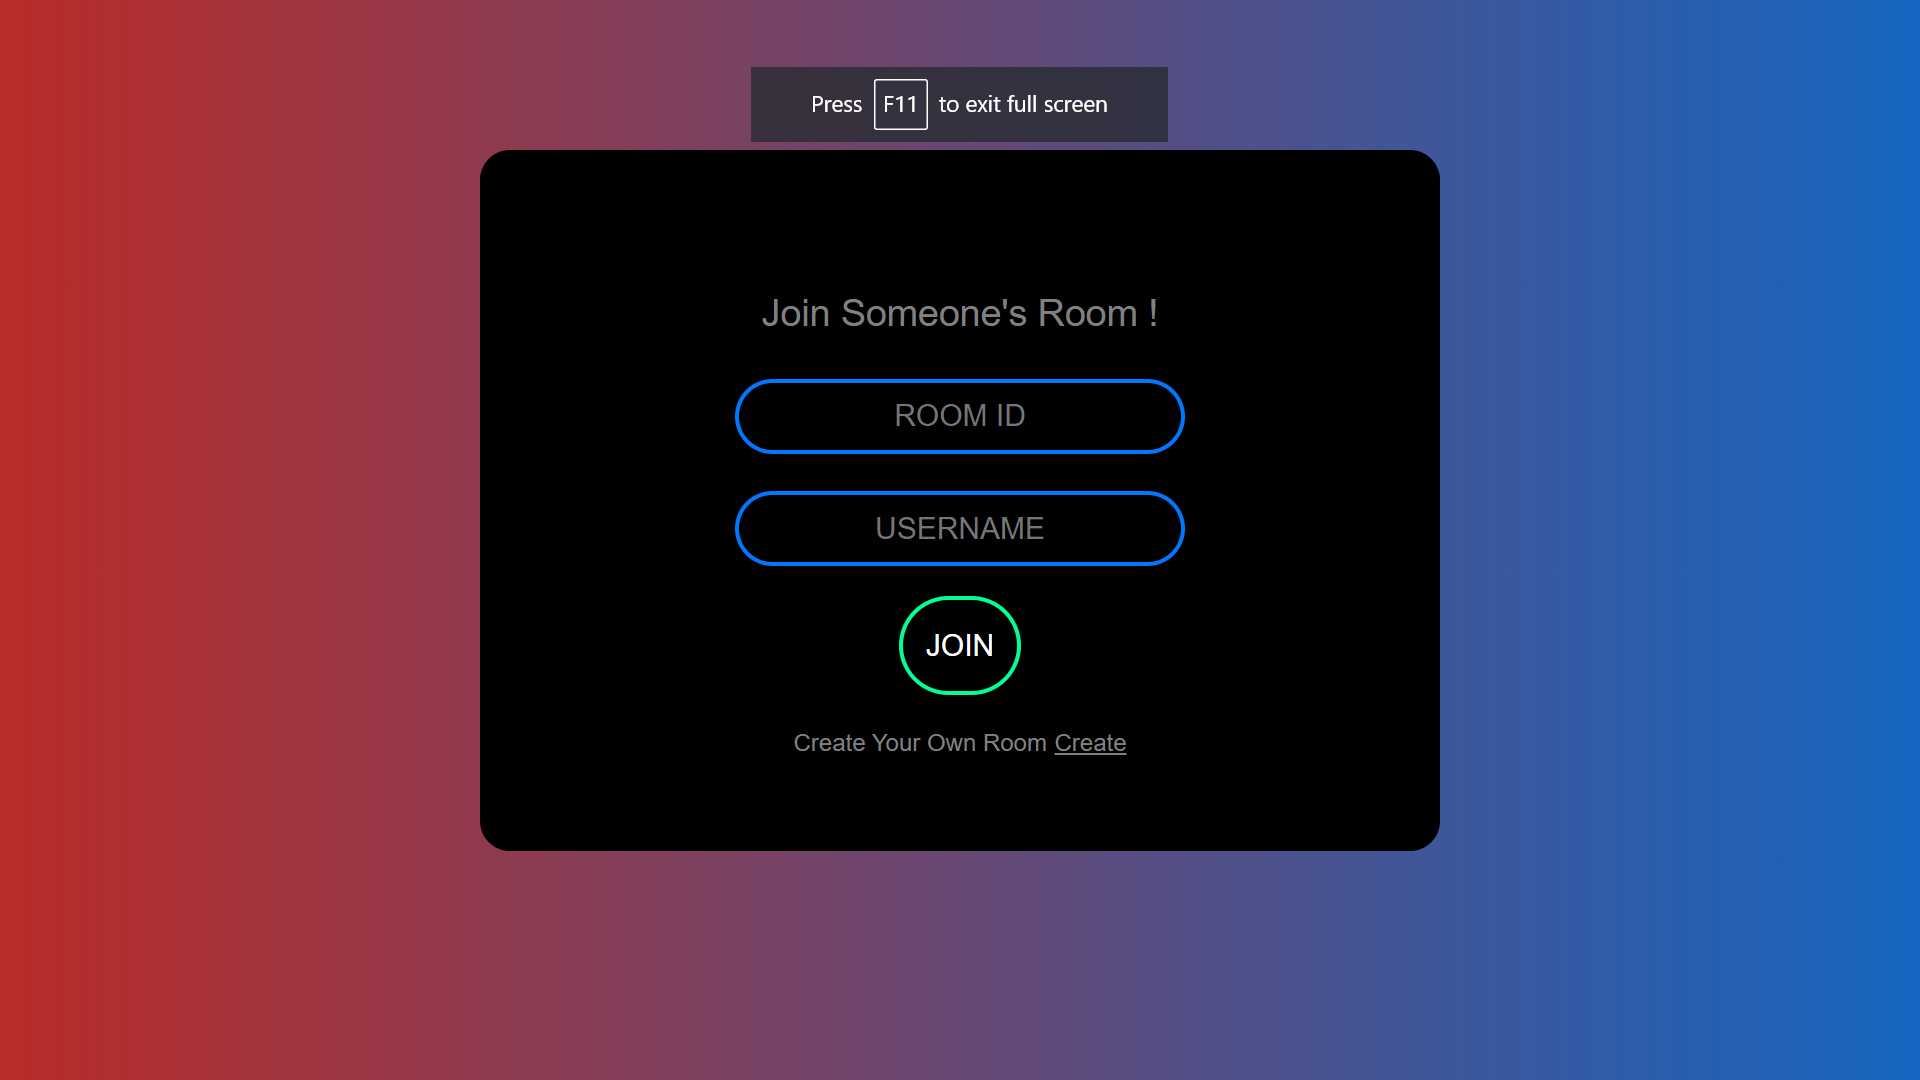 Press F11 to exit full screen
Join Someone's Room !
ROOM ID
USERNAME
JOIN
Create Your Own Room Create